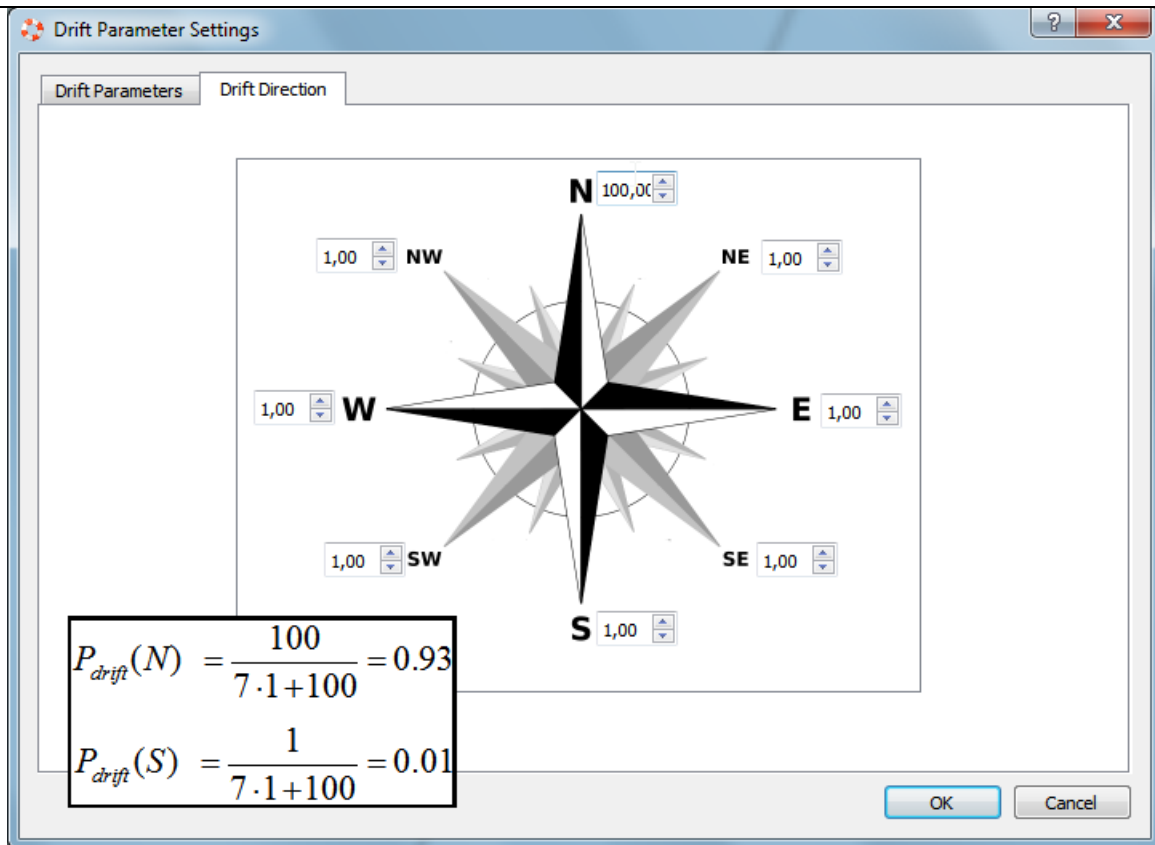 Drift Parameter Settings
?
X
Drift Parameters Drift Direction
N 100,00
1,00 NW
NE 1,00
1,00 W
E 1,00
1,00 SW
SE 1,00
S 1,00
P_drift(N) = 100 / (7·1+100) = 0.93
P_drift(S) = 1 / (7·1+100) = 0.01
OK Cancel